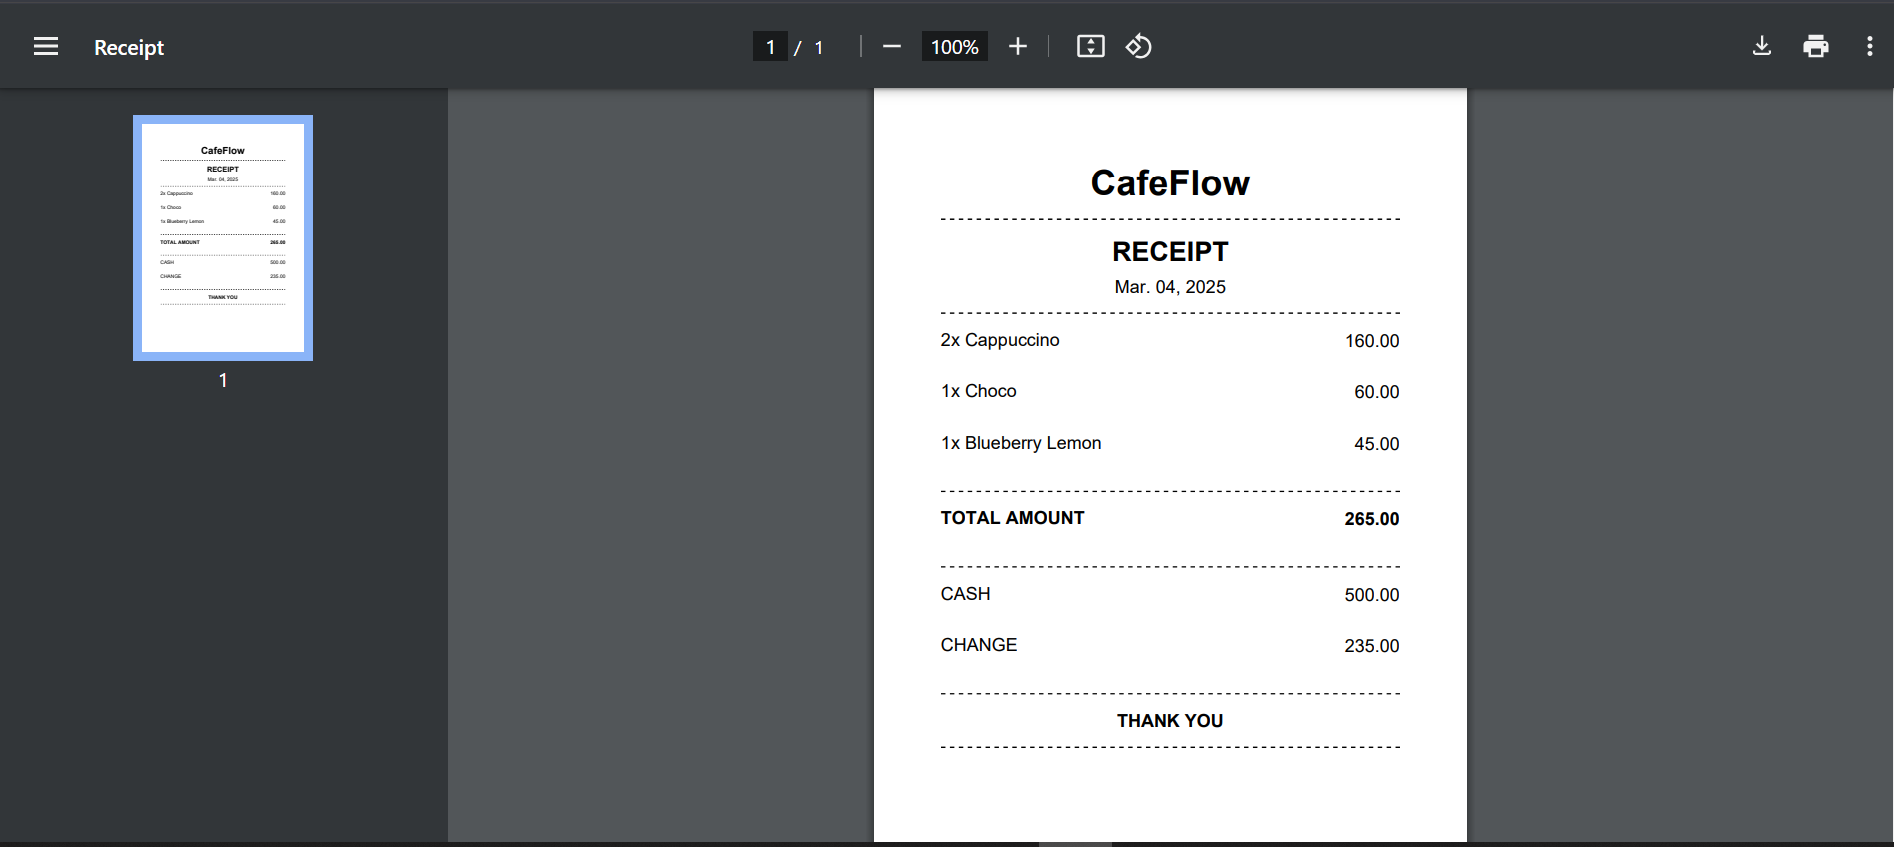 Receipt
1 / 1
100%
CafeFlow
RECEIPT
Mar. 04, 2025
2x Cappuccino 160.00
1x Choco 60.00
1x Blueberry Lemon 45.00
TOTAL AMOUNT 265.00
CASH 500.00
CHANGE 235.00
THANK YOU
1
CafeFlow
--------------------------------------------------
RECEIPT
Mar. 04, 2025
--------------------------------------------------
2x Cappuccino 160.00
1x Choco 60.00
1x Blueberry Lemon 45.00
--------------------------------------------------
TOTAL AMOUNT 265.00
--------------------------------------------------
CASH 500.00
CHANGE 235.00
--------------------------------------------------
THANK YOU
--------------------------------------------------